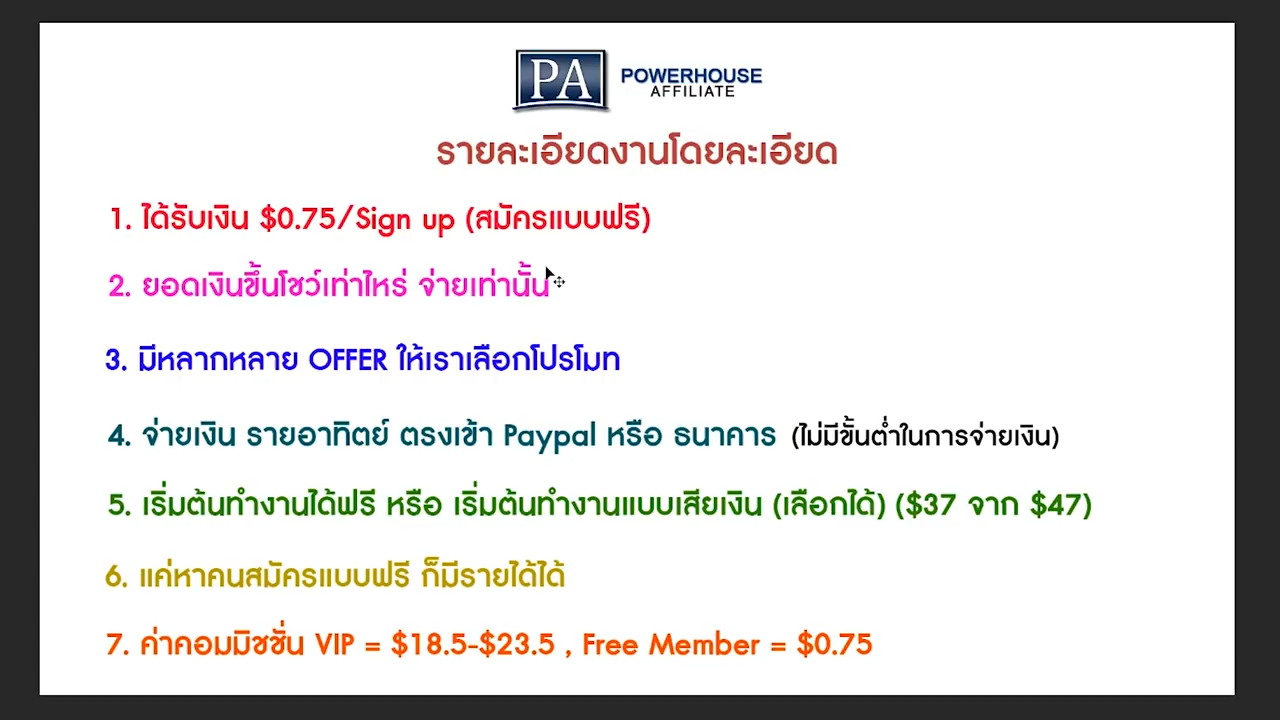 PA POWERHOUSE
AFFILIATE
รายละเอียดงานโดยละเอียด
1. ได้รับเงิน $0.75/Sign up (สมัครแบบฟรี)
2. ยอดเงินขึ้นโชว์เท่าไหร่ จ่ายเท่านั้น
3. มีหลากหลาย OFFER ให้เราเลือกโปรโมท
4. จ่ายเงิน รายอาทิตย์ ตรงเข้า Paypal หรือ ธนาคาร (ไม่มีขั้นต่ำในการจ่ายเงิน)
5. เริ่มต้นทำงานได้ฟรี หรือ เริ่มต้นทำงานแบบเสียเงิน (เลือกได้) ($37 จาก $47)
6. แค่หาคนสมัครแบบฟรี ก็มีรายได้ได้
7. ค่าคอมมิชชั่น VIP = $18.5-$23.5 , Free Member = $0.75